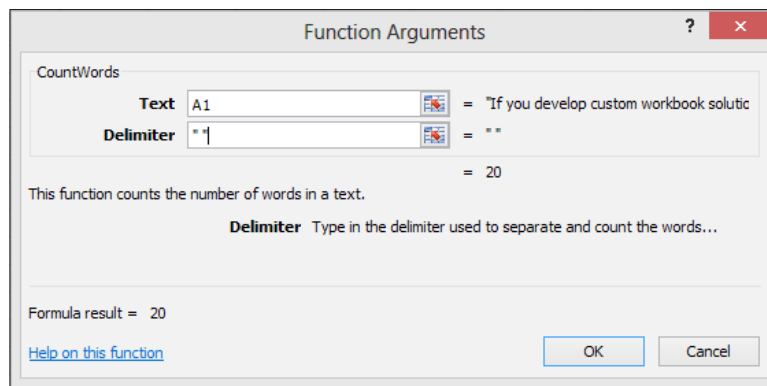 Function Arguments ? ×
CountWords
Text A1 = "If you develop custom workbook solutic
Delimiter " " = " "
= 20
This function counts the number of words in a text.
Delimiter Type in the delimiter used to separate and count the words...
Formula result = 20
Help on this function OK Cancel